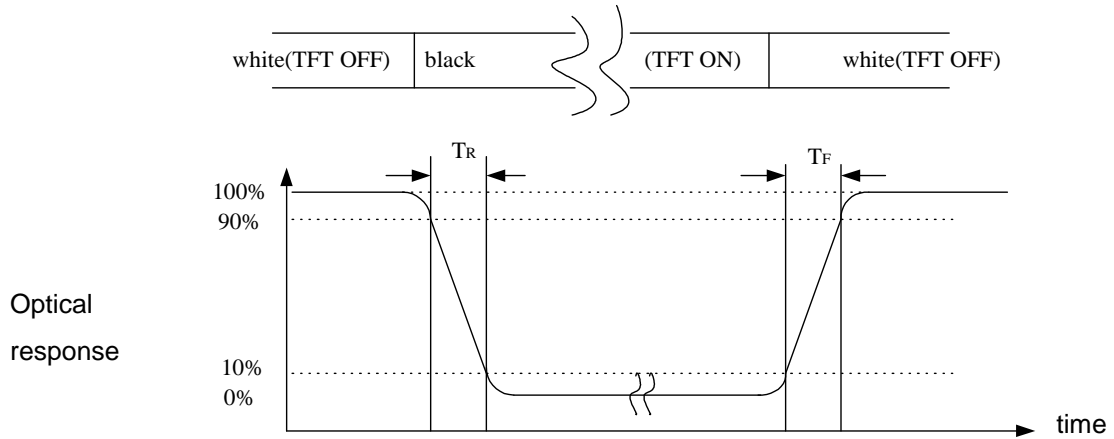 white(TFT OFF) black (TFT ON) white(TFT OFF)
TR TF
100%
90%
Optical
response
10%
0%
time